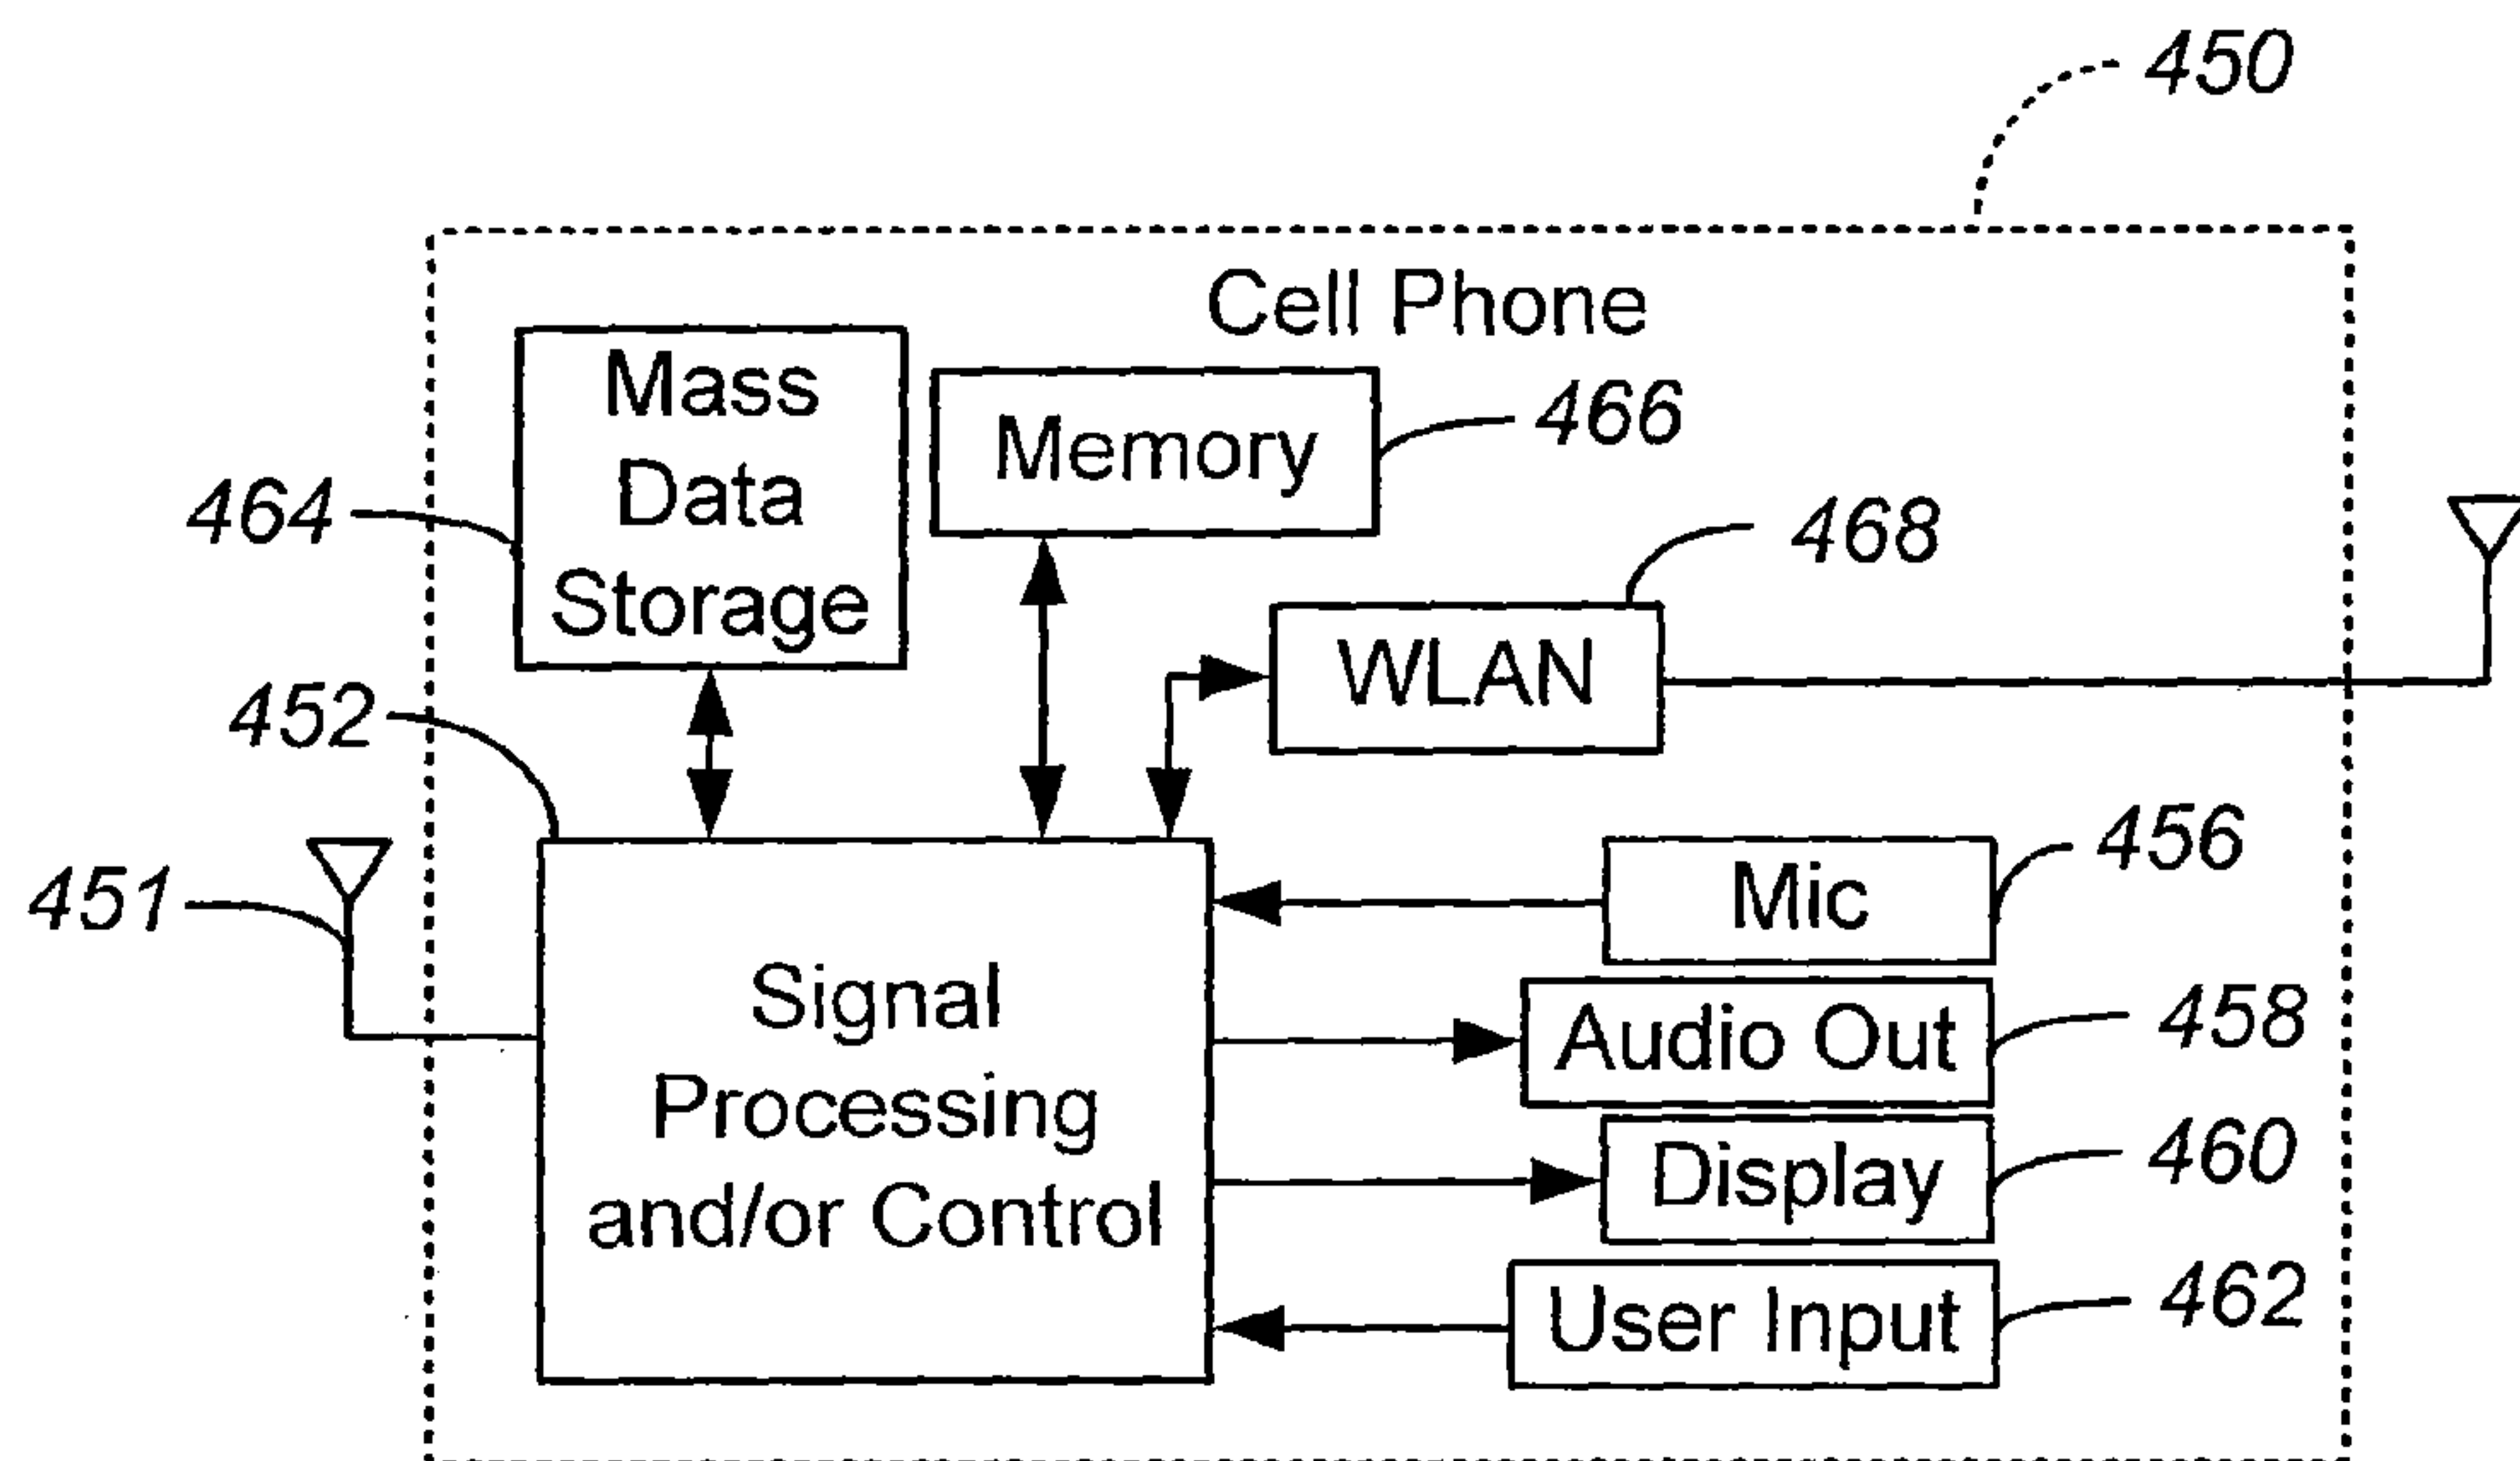 450
Cell Phone
Mass
Data
Storage
Memory
466
464
468
WLAN
452
456
Mic
451
Signal
Processing
and/or Control
Audio Out
458
Display
460
User Input
462